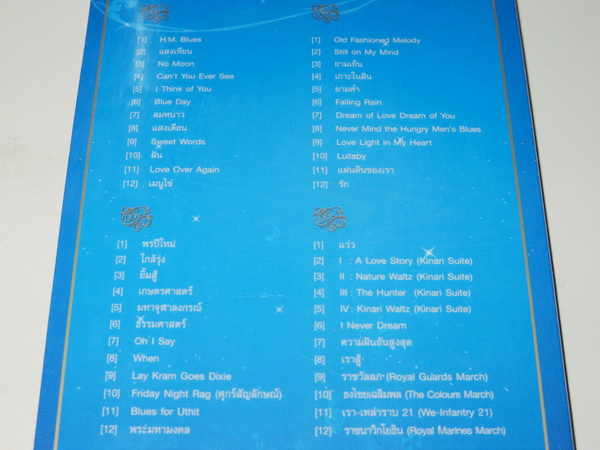 [1] H.M. Blues
[2] แสงเทียน
[3] No Moon
[4] Can't You Ever See
[5] I Think of You
[6] Blue Day
[7] ลมหนาว
[8] แสงเดือน
[9] Sweet Words
[10] ฝัน
[11] Love Over Again
[12] เมนูไข่
[1] Old Fashioned Melody
[2] Still on My Mind
[3] ยามเย็น
[4] เกาะในฝัน
[5] ยามค่ำ
[6] Falling Rain
[7] Dream of Love Dream of You
[8] Never Mind the Hungry Men's Blues
[9] Love Light in My Heart
[10] Lullaby
[11] แผ่นดินของเรา
[12] รัก
[1] พรปีใหม่
[2] ใกล้รุ่ง
[3] ยิ้มสู้
[4] เกษตรศาสตร์
[5] มหาจุฬาลงกรณ์
[6] ธรรมศาสตร์
[7] Oh I Say
[8] When
[9] Lay Kram Goes Dixie
[10] Friday Night Rag (ศุกร์สัญลักษณ์)
[11] Blues for Uthit
[12] พระมหามงคล
[1] แว่ว
[2] I : A Love Story (Kinari Suite)
[3] II : Nature Waltz (Kinari Suite)
[4] III : The Hunter (Kinari Suite)
[5] IV : Kinari Waltz (Kinari Suite)
[6] I Never Dream
[7] ความฝันอันสูงสุด
[8] เราสู้
[9] ราชวัลลภ (Royal Guards March)
[10] ธงไชยเฉลิมพล (The Colours March)
[11] เรา-เหล่าราบ 21 (We-Infantry 21)
[12] ราชนาวิกโยธิน (Royal Marines March)